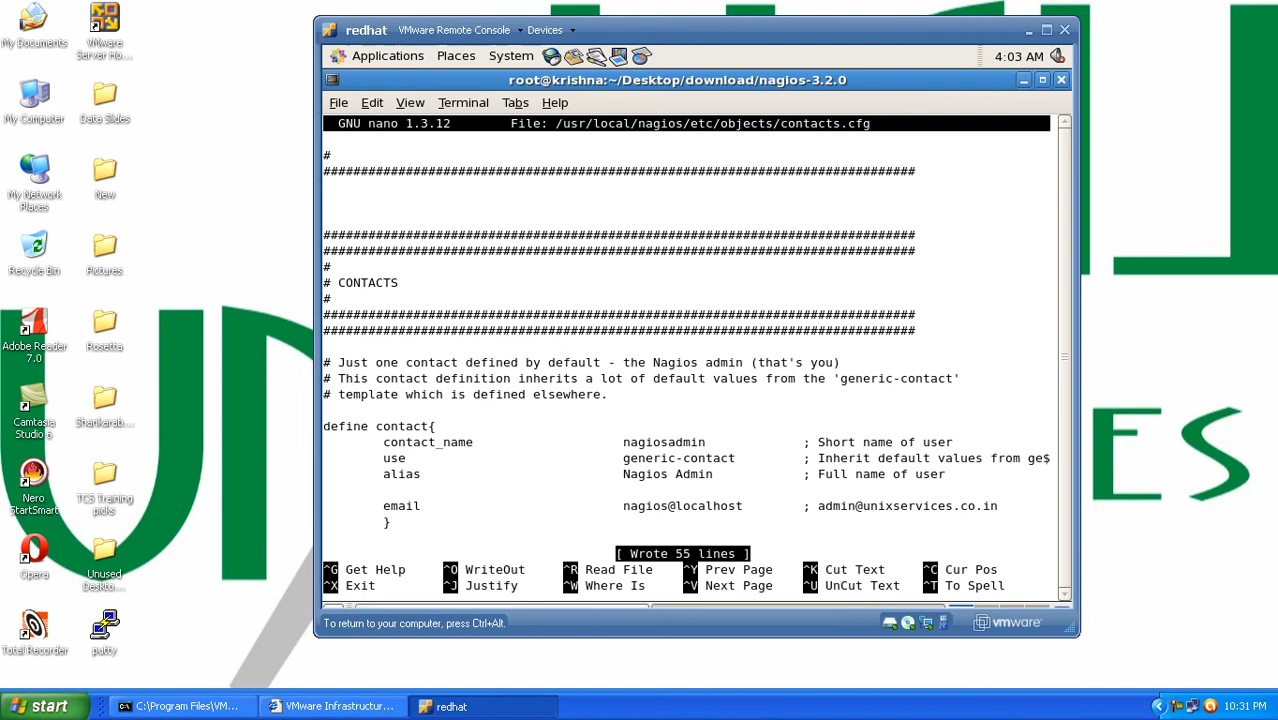 redhat VMware Remote Console Devices
Applications Places System 4:03 AM
root@krishna:~/Desktop/download/nagios-3.2.0
File Edit View Terminal Tabs Help
GNU nano 1.3.12 File: /usr/local/nagios/etc/objects/contacts.cfg
#
###############################################################################
###############################################################################
###############################################################################
#
# CONTACTS
#
###############################################################################
###############################################################################
# Just one contact defined by default - the Nagios admin (that's you)
# This contact definition inherits a lot of default values from the 'generic-contact'
# template which is defined elsewhere.
define contact{
contact_name nagiosadmin ; Short name of user
use generic-contact ; Inherit default values from ge$
alias Nagios Admin ; Full name of user
email nagios@localhost ; admin@unixservices.co.in
}
[ Wrote 55 lines ]
^G Get Help ^O WriteOut ^R Read File ^Y Prev Page ^K Cut Text ^C Cur Pos
^X Exit ^J Justify ^W Where Is ^V Next Page ^U UnCut Text ^T To Spell
To return to your computer, press Ctrl+Alt.
vmware
My Documents
VMware Server Ho...
My Computer
Data Slides
My Network Places
New
Recycle Bin
Pictures
Adobe Reader 7.0
Rosetta
Camtasia Studio 6
Shankarab...
Nero StartSmart
TCS Training picks
Opera
Unused Deskto...
Total Recorder
putty
UN
ES
start C:\Program Files\VM... VMware Infrastructur... redhat 10:31 PM